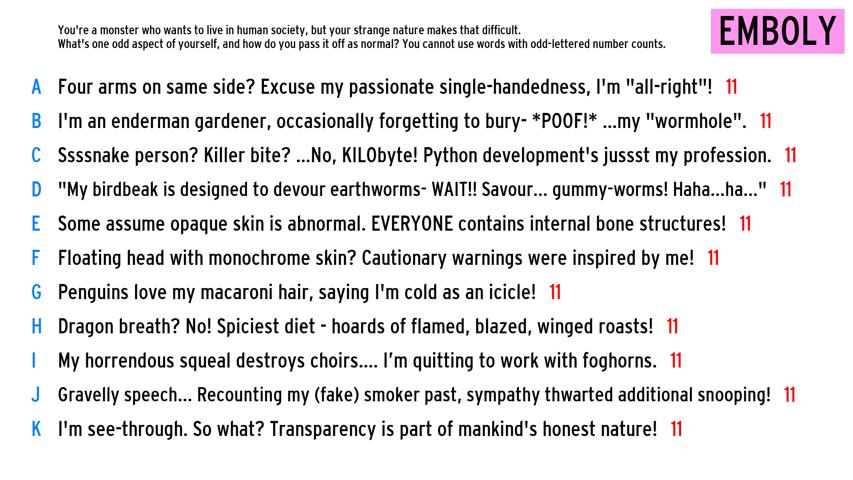 You're a monster who wants to live in human society, but your strange nature makes that difficult.
What's one odd aspect of yourself, and how do you pass it off as normal? You cannot use words with odd-lettered number counts.
EMBOLY
A Four arms on same side? Excuse my passionate single-handedness, I'm "all-right"! 11
B I'm an enderman gardener, occasionally forgetting to bury- *POOF!* ...my "wormhole". 11
C Ssssnake person? Killer bite? ...No, KILObyte! Python development's jussst my profession. 11
D "My birdbeak is designed to devour earthworms- WAIT!! Savour... gummy-worms! Haha...ha..." 11
E Some assume opaque skin is abnormal. EVERYONE contains internal bone structures! 11
F Floating head with monochrome skin? Cautionary warnings were inspired by me! 11
G Penguins love my macaroni hair, saying I'm cold as an icicle! 11
H Dragon breath? No! Spiciest diet - hoards of flamed, blazed, winged roasts! 11
I My horrendous squeal destroys choirs.... I’m quitting to work with foghorns. 11
J Gravelly speech... Recounting my (fake) smoker past, sympathy thwarted additional snooping! 11
K I'm see-through. So what? Transparency is part of mankind's honest nature! 11